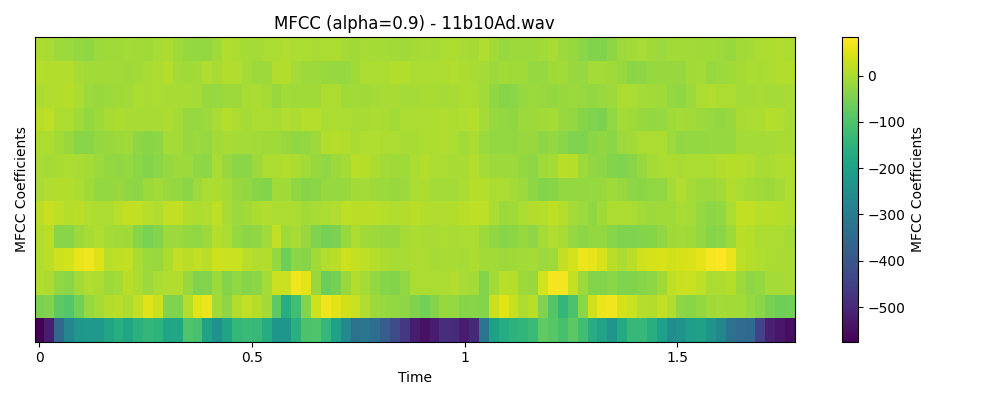 MFCC (alpha=0.9) - 11b10Ad.wav
MFCC Coefficients
0
0.5
1
1.5
Time
0
−100
−200
−300
−400
−500
MFCC Coefficients